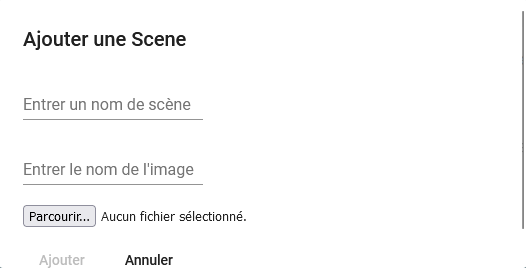 Ajouter une Scene
Entrer un nom de scène
Entrer le nom de l'image
Parcourir... Aucun fichier sélectionné.
Ajouter Annuler